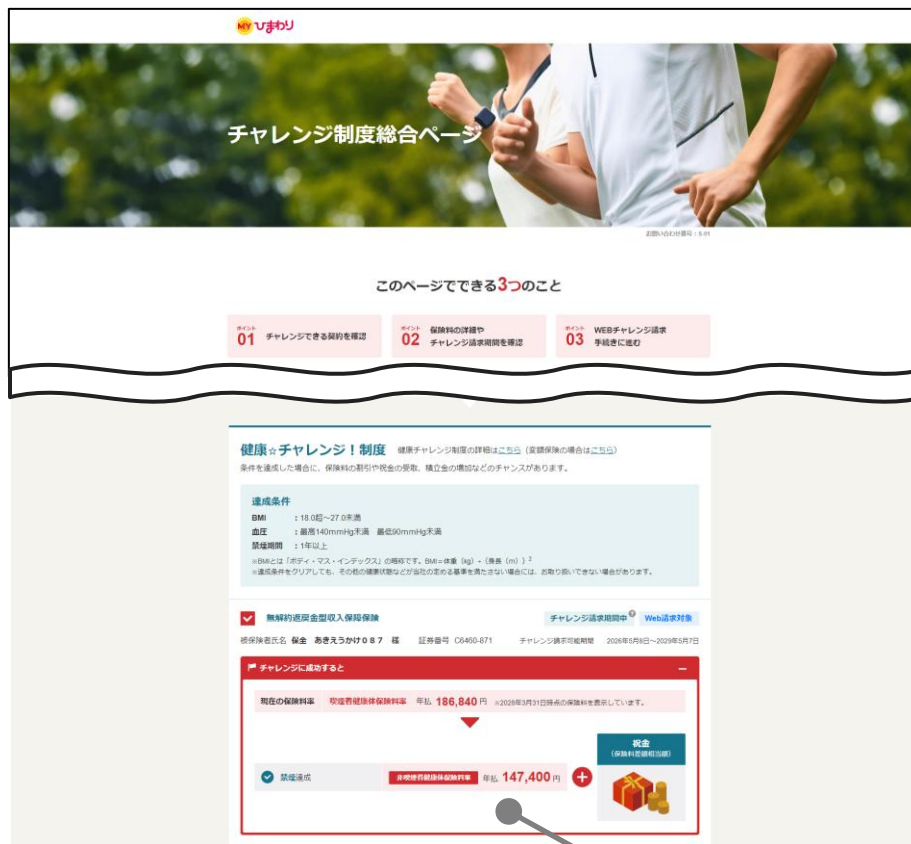 MYひまわり
チャレンジ制度総合ページ
お問い合わせ番号：S-01
このページでできる3つのこと
ポイント
01 チャレンジできる契約を確認
ポイント
02 保険料の詳細や
チャレンジ請求期間を確認
ポイント
03 WEBチャレンジ請求
手続きに進む
健康☆チャレンジ！制度 健康チャレンジ制度の詳細はこちら（変額保険の場合はこちら）
条件を達成した場合に、保険料の割引や祝金の受取、積立金の増加などのチャンスがあります。
達成条件
BMI ：18.0超～27.0未満
血圧 ：最高140mmHg未満 最低90mmHg未満
禁煙期間 ：1年以上
※BMIとは「ボディ・マス・インデックス」の略称です。BMI=体重（kg）÷（身長（m））2
※達成条件をクリアしても、その他の健康状態などが当社の定める基準を満たさない場合には、お取り扱いできない場合があります。
無解約返戻金型収入保障保険 チャレンジ請求期間中 ? Web請求対象
被保険者氏名 保全 あきえうかけ０８７ 様 証券番号 C6460-871 チャレンジ請求可能期間 2026年5月8日～2029年5月7日
チャレンジに成功すると
現在の保険料率 喫煙者健康体保険料率 年払 186,840 円 ※2026年3月31日時点の保険料を表示しています。
祝金
（保険料差額相当額）
禁煙達成 非喫煙者健康体保険料率 年払 147,400 円